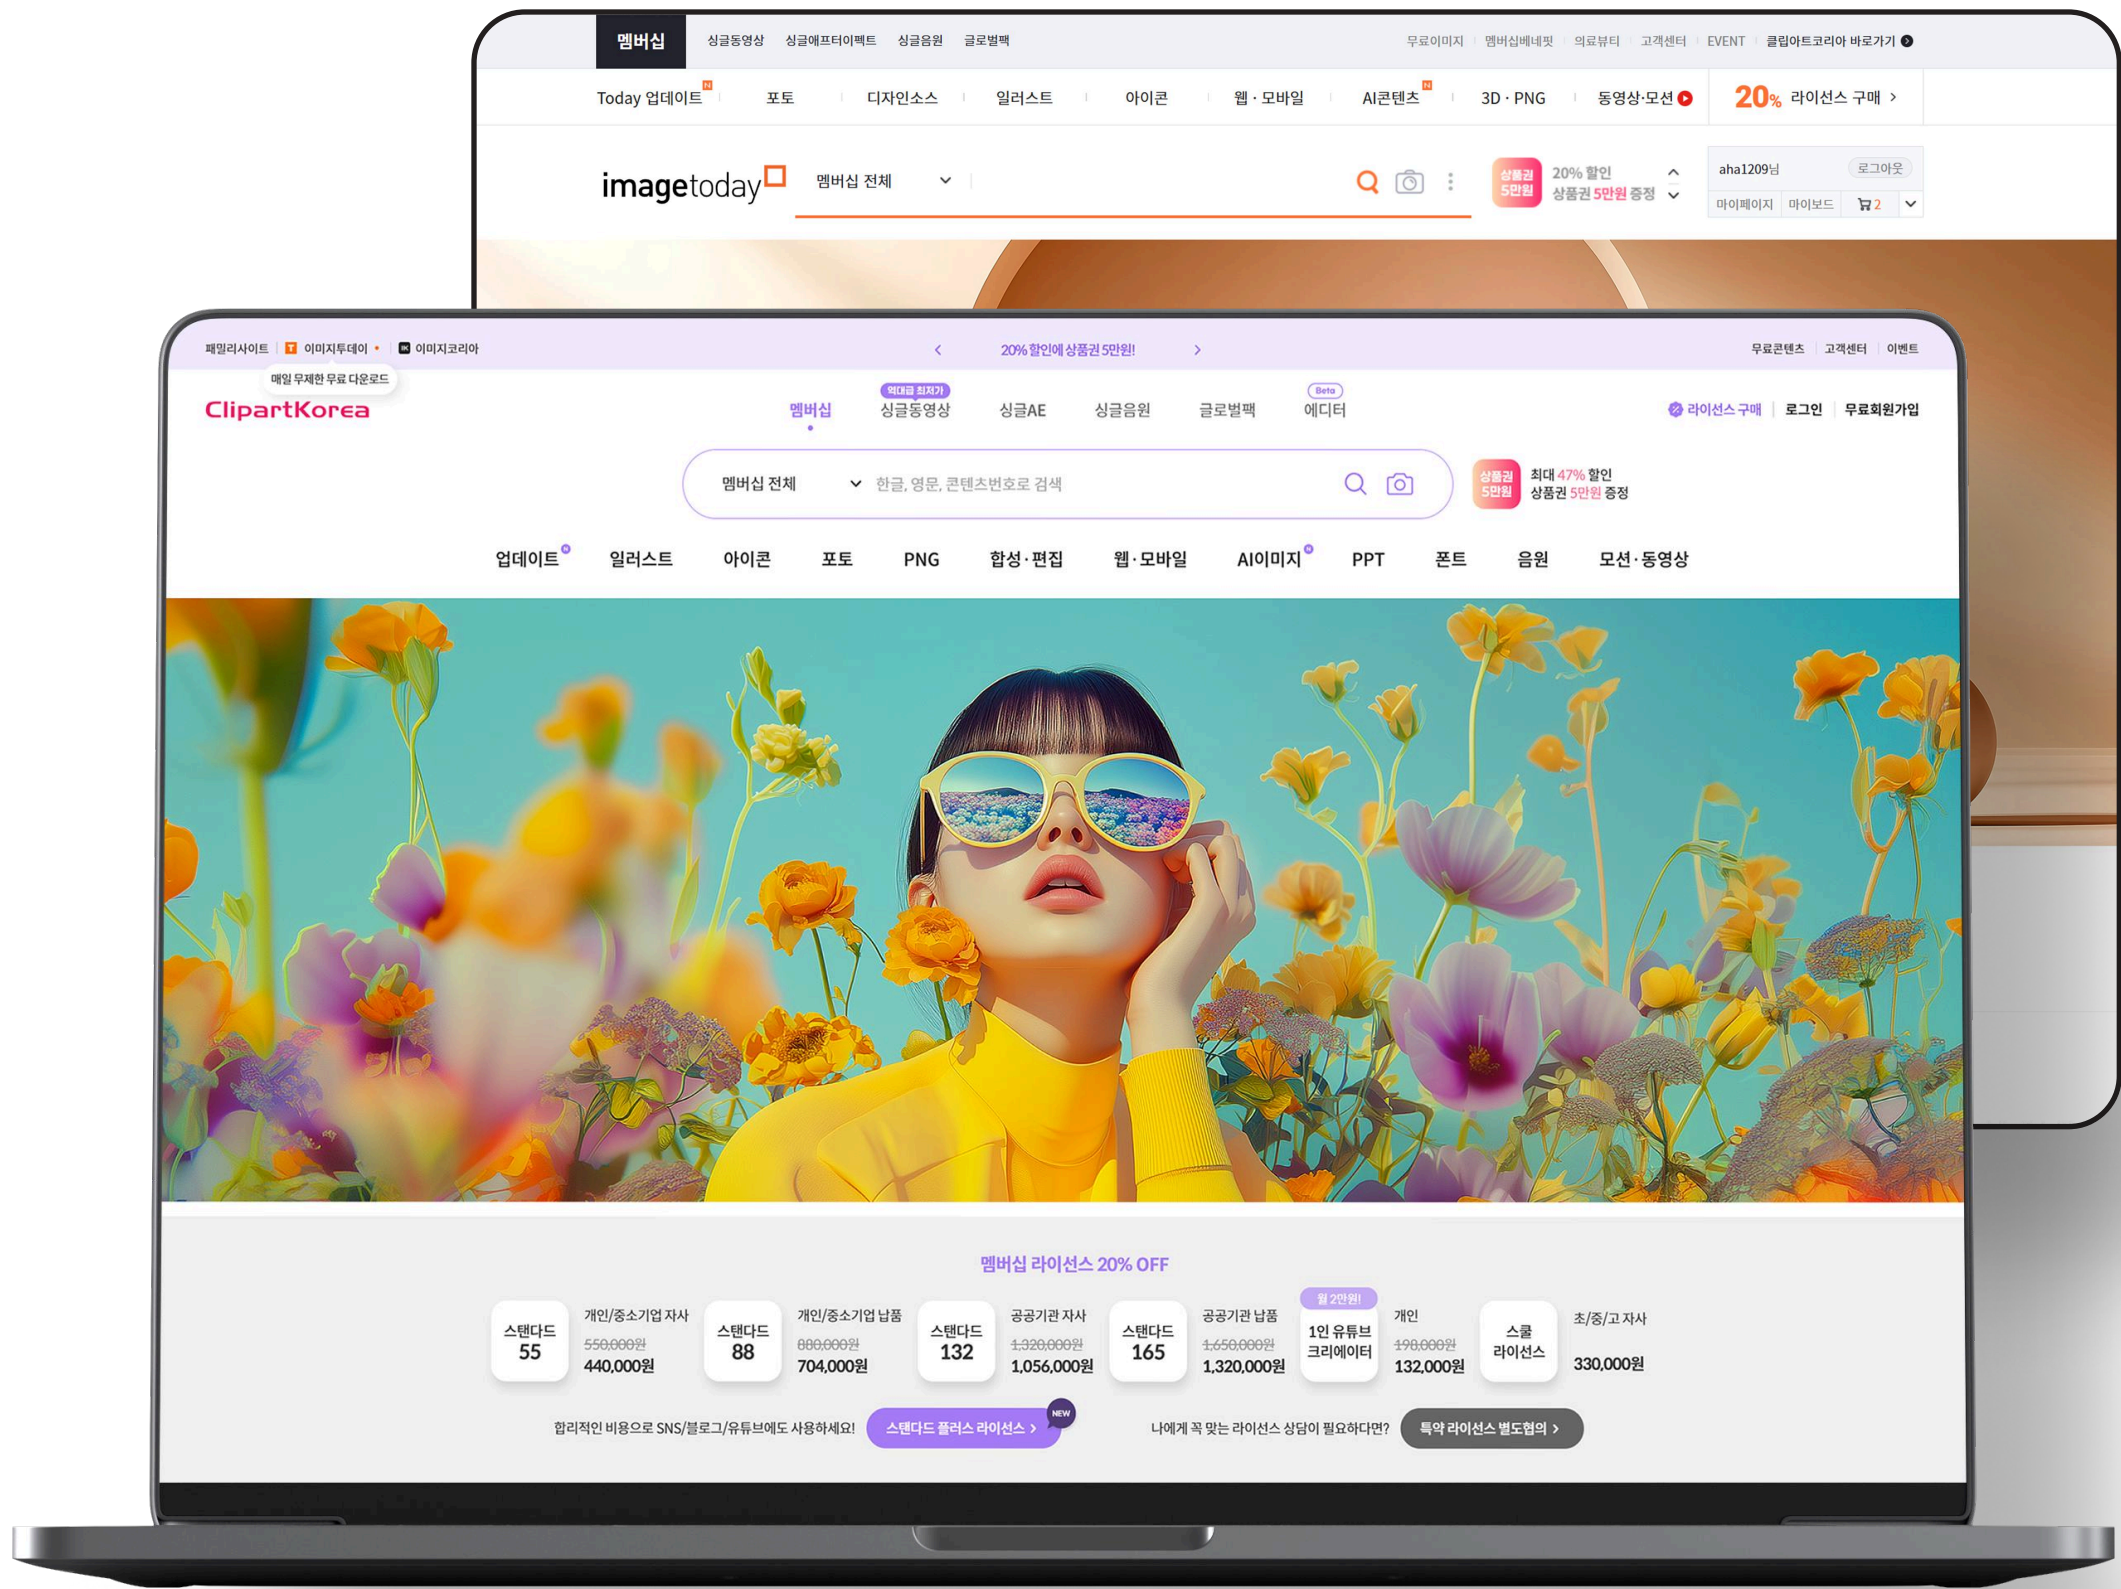 멤버십 싱글동영상 싱글애프터이펙트 싱글음원 글로벌팩 무료이미지 멤버십베네핏 의료뷰티 고객센터 EVENT 클립아트코리아 바로가기
Today 업데이트 N 포토 디자인소스 일러스트 아이콘 웹 · 모바일 AI콘텐츠 N 3D · PNG 동영상·모션 20% 라이선스 구매 >
imagetoday 멤버십 전체 상품권 5만원 20% 할인 aha1209님 로그아웃
상품권 5만원 증정 마이페이지 마이보드 2
패밀리사이트 T 이미지투데이 IK 이미지코리아 < 20% 할인에 상품권 5만원! > 무료콘텐츠 고객센터 이벤트
매일 무제한 무료 다운로드
역대급 최저가 Beta
ClipartKorea 멤버십 싱글동영상 싱글AE 싱글음원 글로벌팩 에디터 라이선스 구매 로그인 무료회원가입
멤버십 전체 한글, 영문, 콘텐츠번호로 검색 상품권 5만원 최대 47% 할인
상품권 5만원 증정
업데이트 N 일러스트 아이콘 포토 PNG 합성·편집 웹·모바일 AI이미지 N PPT 폰트 음원 모션·동영상
멤버십 라이선스 20% OFF
스탠다드 55 개인/중소기업 자사
550,000원
440,000원
스탠다드 88 개인/중소기업 납품
880,000원
704,000원
스탠다드 132 공공기관 자사
1,320,000원
1,056,000원
스탠다드 165 공공기관 납품
1,650,000원
1,320,000원
월 2만원!
1인 유튜브 크리에이터 개인
198,000원
132,000원
스쿨 라이선스 초/중/고 자사
330,000원
합리적인 비용으로 SNS/블로그/유튜브에도 사용하세요! 스탠다드 플러스 라이선스 > NEW
나에게 꼭 맞는 라이선스 상담이 필요하다면? 특약 라이선스 별도협의 >